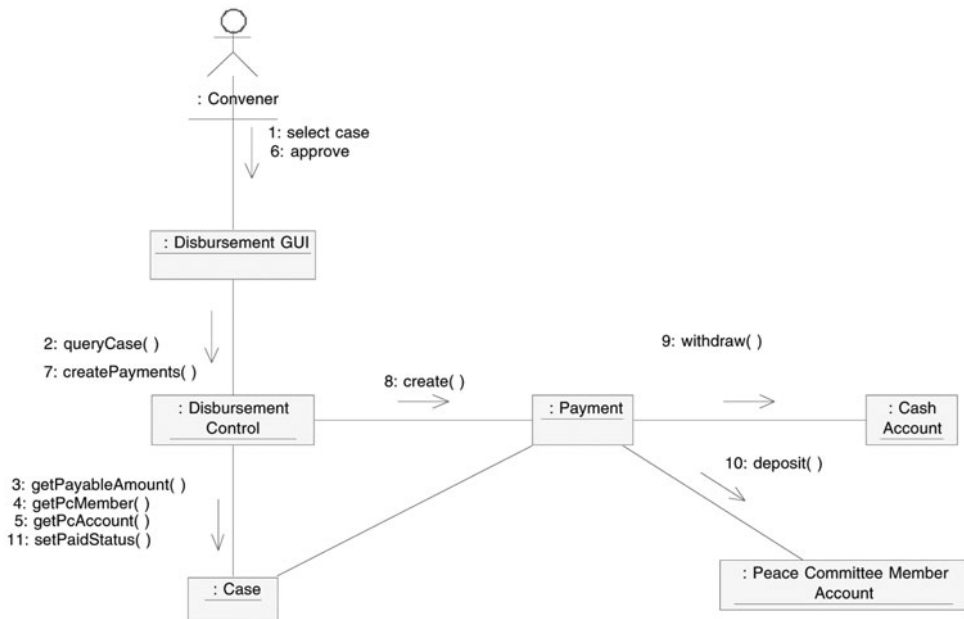 : Convener
1: select case
6: approve
: Disbursement GUI
2: queryCase( )
7: createPayments( )
8: create( )
9: withdraw( )
: Disbursement
Control
: Payment
: Cash
Account
3: getPayableAmount( )
4: getPcMember( )
5: getPcAccount( )
11: setPaidStatus( )
10: deposit( )
: Case
: Peace Committee Member
Account